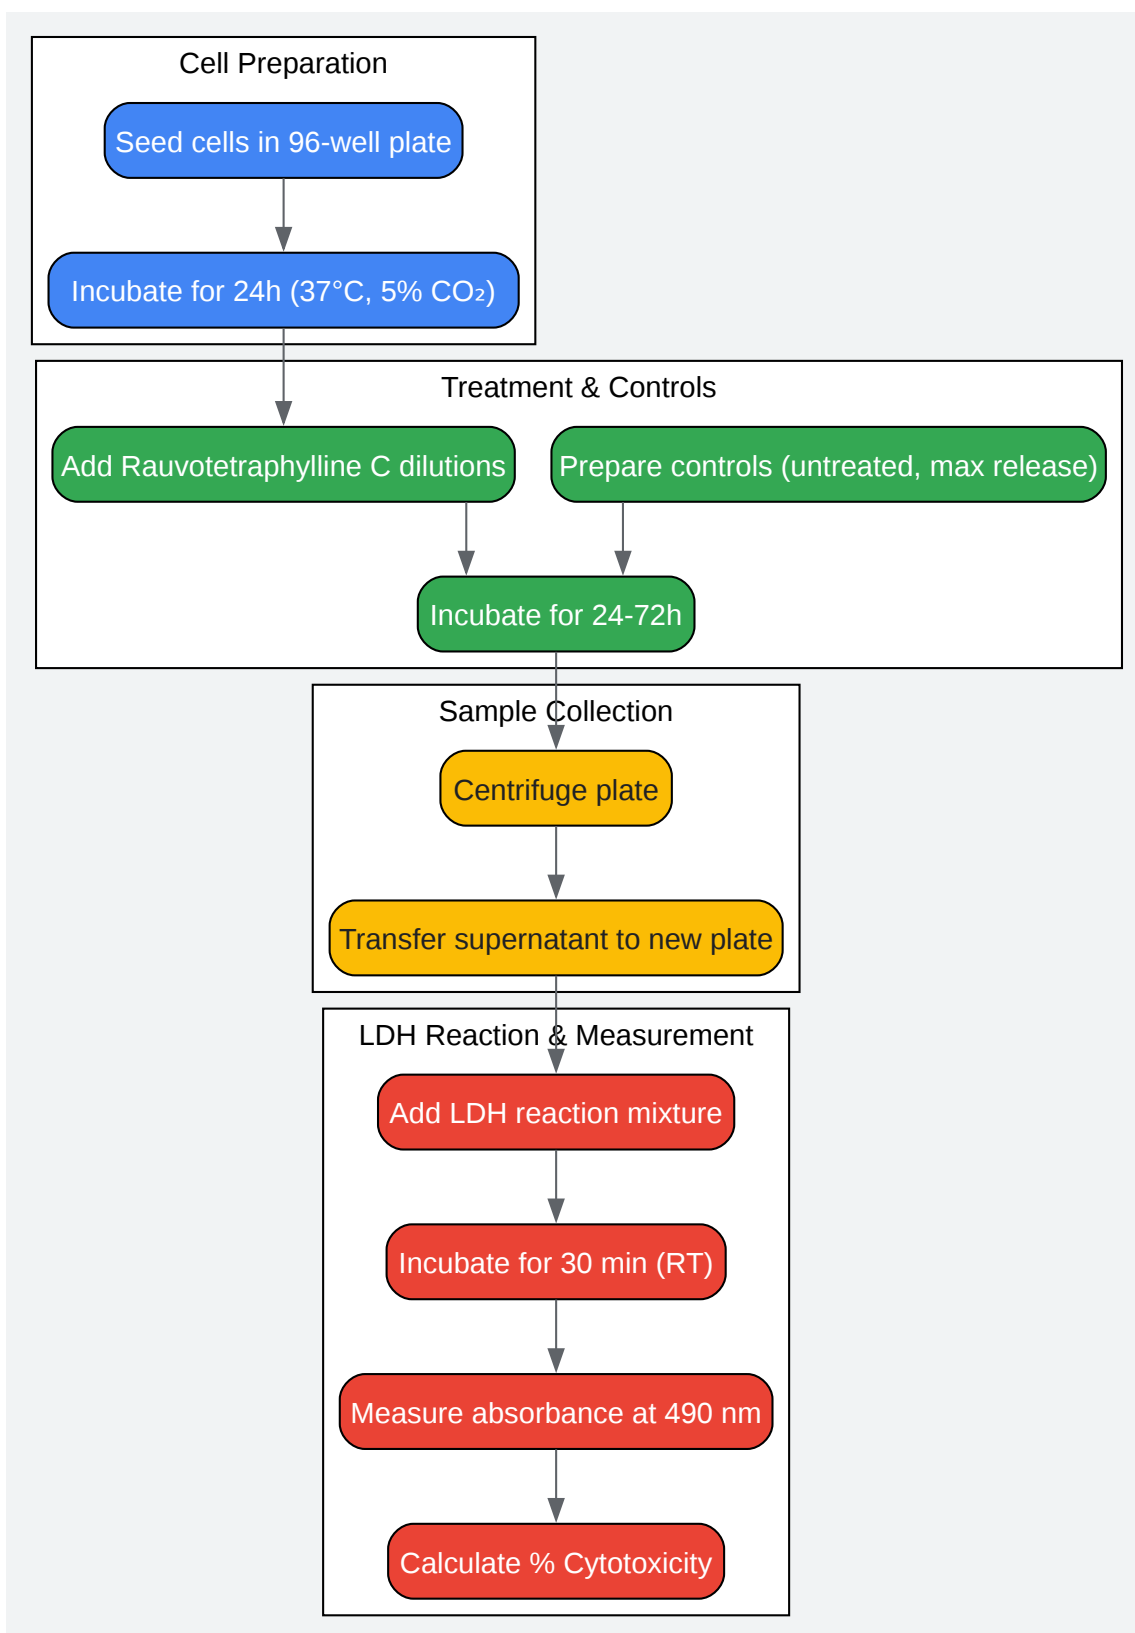 Cell Preparation
Seed cells in 96-well plate
Incubate for 24h (37°C, 5% CO₂)
Treatment & Controls
Add Rauvotetraphylline C dilutions
Prepare controls (untreated, max release)
Incubate for 24-72h
Sample Collection
Centrifuge plate
Transfer supernatant to new plate
LDH Reaction & Measurement
Add LDH reaction mixture
Incubate for 30 min (RT)
Measure absorbance at 490 nm
Calculate % Cytotoxicity